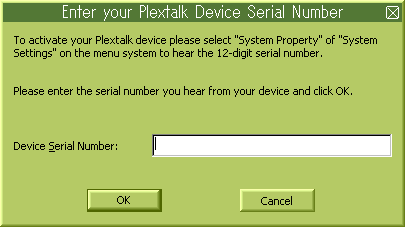 Enter your Plextalk Device Serial Number
To activate your Plextalk device please select "System Property" of "System
Settings" on the menu system to hear the 12-digit serial number.
Please enter the serial number you hear from your device and click OK.
Device Serial Number:
OK
Cancel